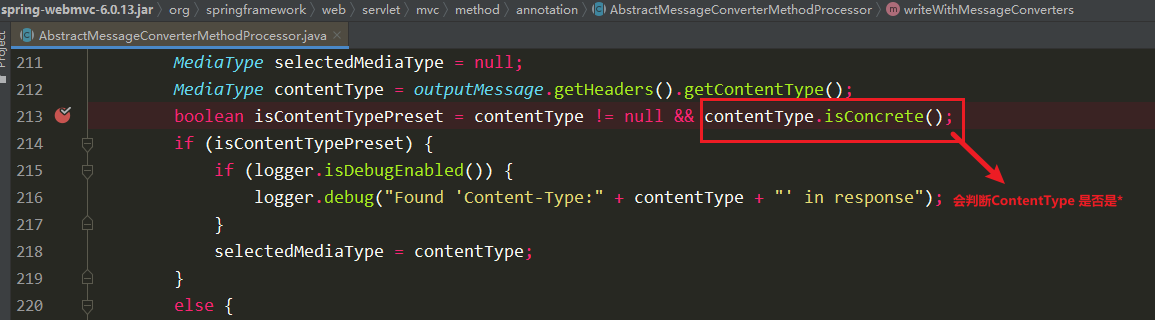 spring-webmvc-6.0.13.jar 〉 org 〉 springframework 〉 web 〉 servlet 〉 mvc 〉 method 〉 annotation 〉 AbstractMessageConverterMethodProcessor 〉 m writeWithMessageConverters
AbstractMessageConverterMethodProcessor.java ×
Project
211 MediaType selectedMediaType = null;
212 MediaType contentType = outputMessage.getHeaders().getContentType();
213 boolean isContentTypePreset = contentType != null && contentType.isConcrete();
214 if (isContentTypePreset) {
215 if (logger.isDebugEnabled()) {
216 logger.debug("Found 'Content-Type:" + contentType + "' in response"); 会判断ContentType 是否是*
217 }
218 selectedMediaType = contentType;
219 }
220 else {